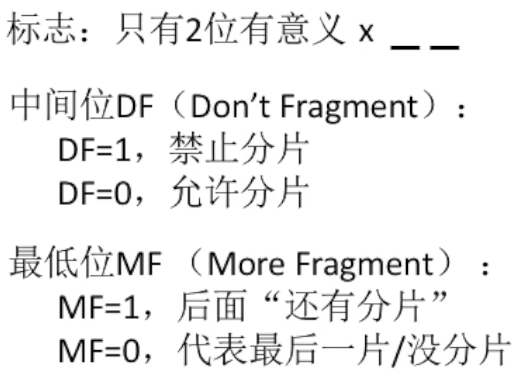 标志：只有2位有意义 x _ _
中间位DF（Don't Fragment）：
DF=1，禁止分片
DF=0，允许分片
最低位MF （More Fragment）：
MF=1，后面“还有分片”
MF=0，代表最后一片/没分片